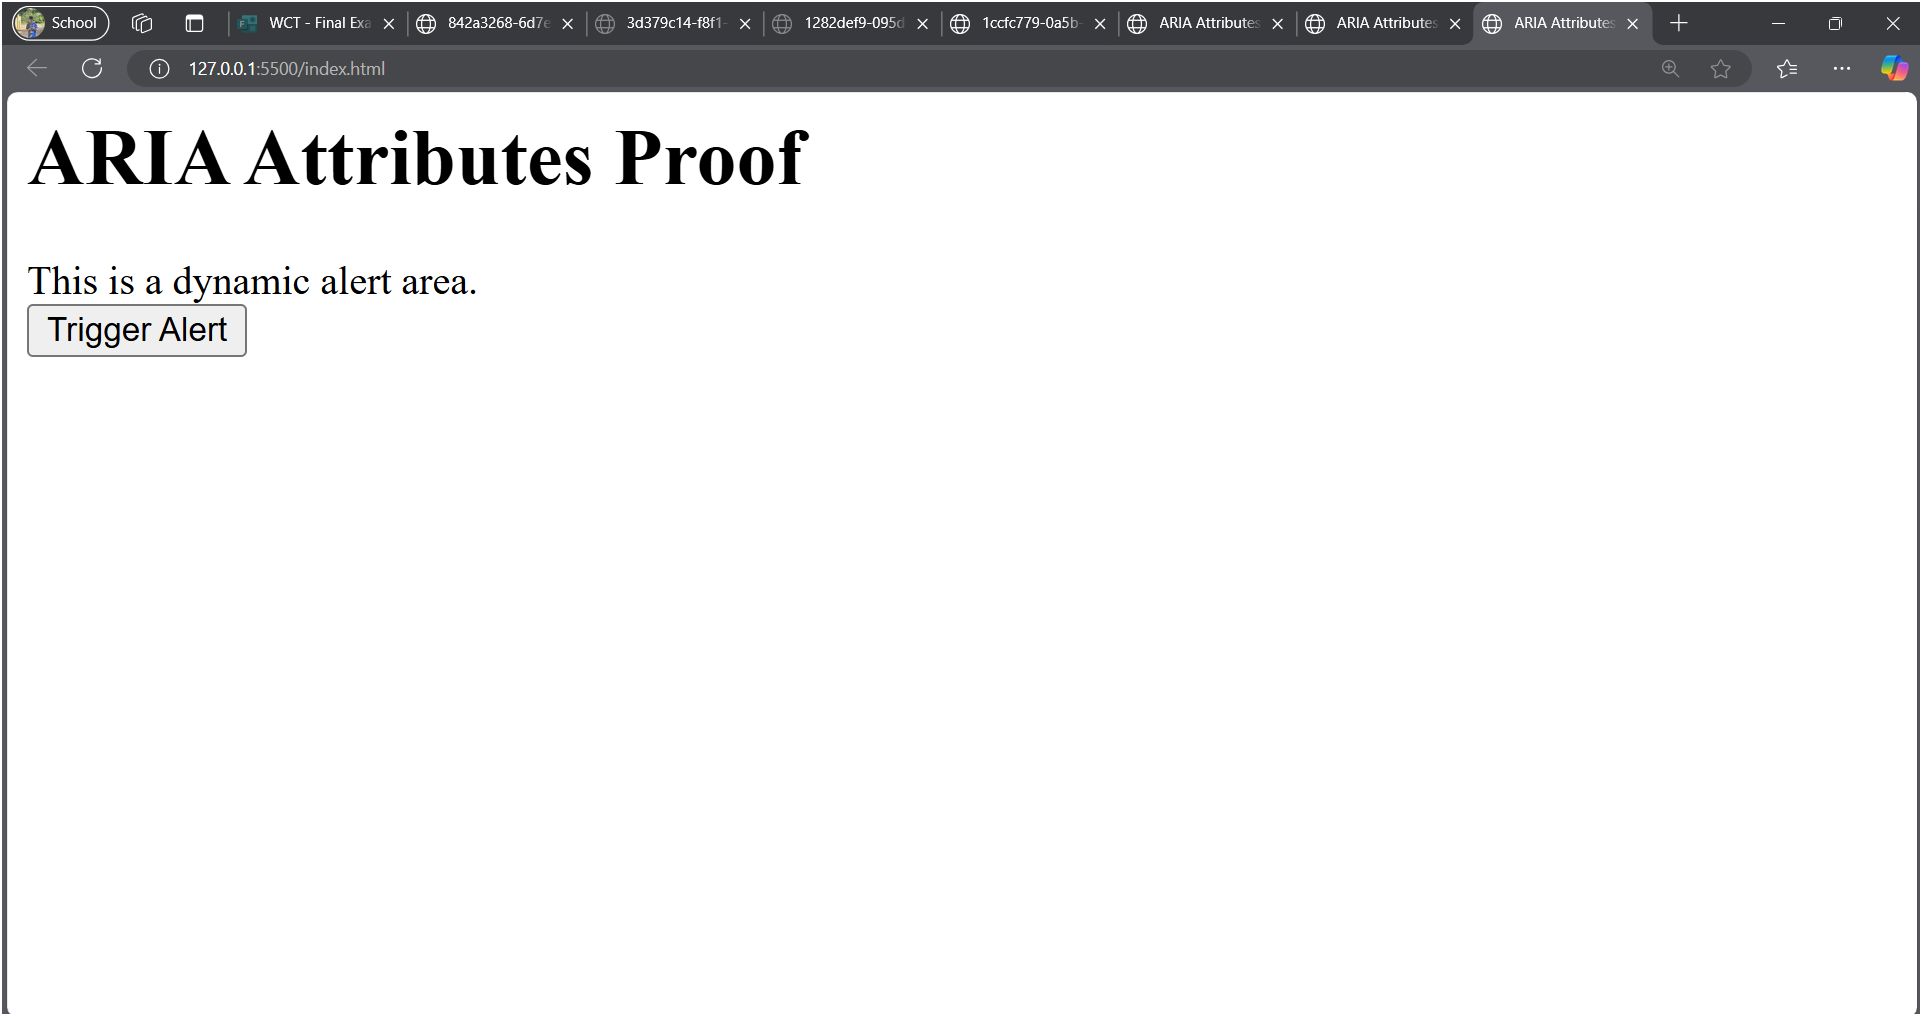 School
WCT - Final Exa
842a3268-6d7e
3d379c14-f8f1-
1282def9-095d
1ccfc779-0a5b-
ARIA Attributes
ARIA Attributes
ARIA Attributes
127.0.0.1:5500/index.html
ARIA Attributes Proof
This is a dynamic alert area.
Trigger Alert